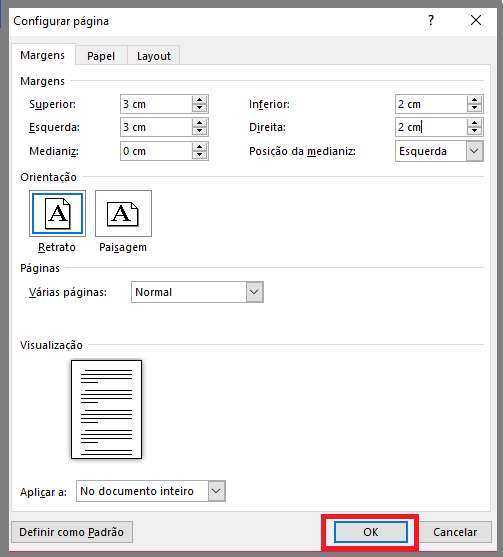 Configurar página ?
Margens Papel Layout
Margens
Superior: 3 cm Inferior: 2 cm
Esquerda: 3 cm Direita: 2 cm
Medianiz: 0 cm Posição da medianiz: Esquerda
Orientação
A A
Retrato Paisagem
Páginas
Várias páginas: Normal
Visualização
Aplicar a: No documento inteiro
Definir como Padrão OK Cancelar